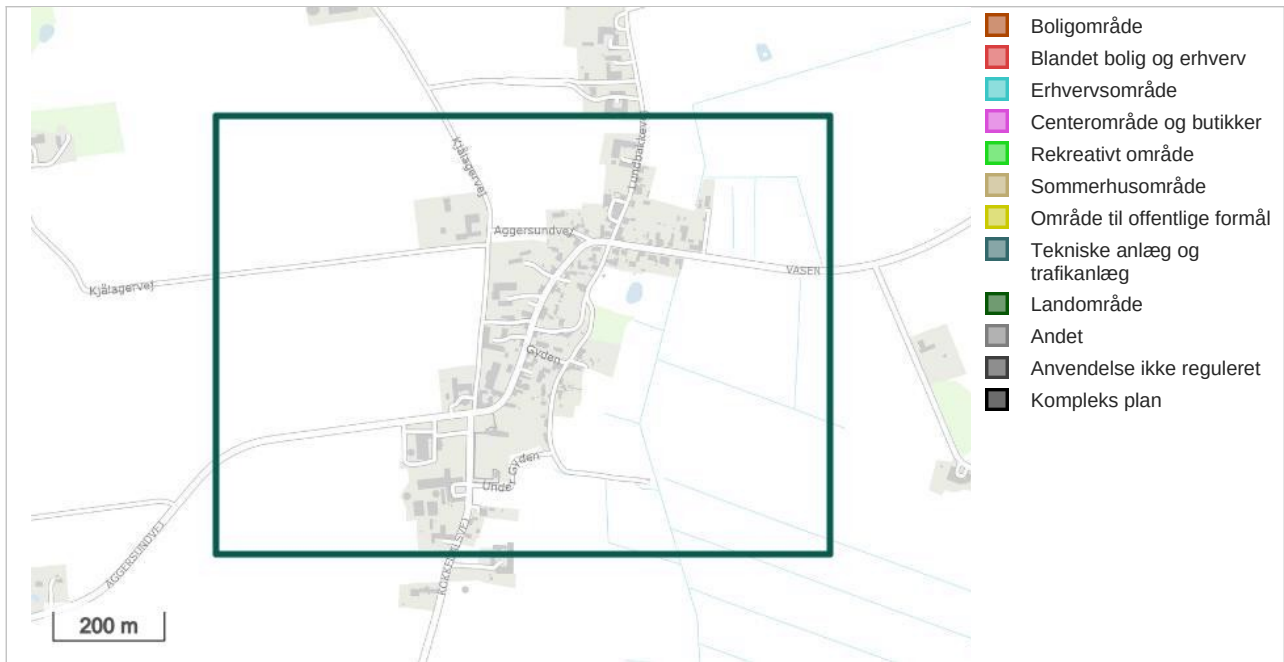 Kjålagervej
Lundbakkevej
Aggersundvej
Kjålagervej
VASEN
Gyden
Under Gyden
AGGERSUNDVEJ
KOKKEDALSVEJ
200 m
Boligområde
Blandet bolig og erhverv
Erhvervsområde
Centerområde og butikker
Rekreativt område
Sommerhusområde
Område til offentlige formål
Tekniske anlæg og
trafikanlæg
Landområde
Andet
Anvendelse ikke reguleret
Kompleks plan